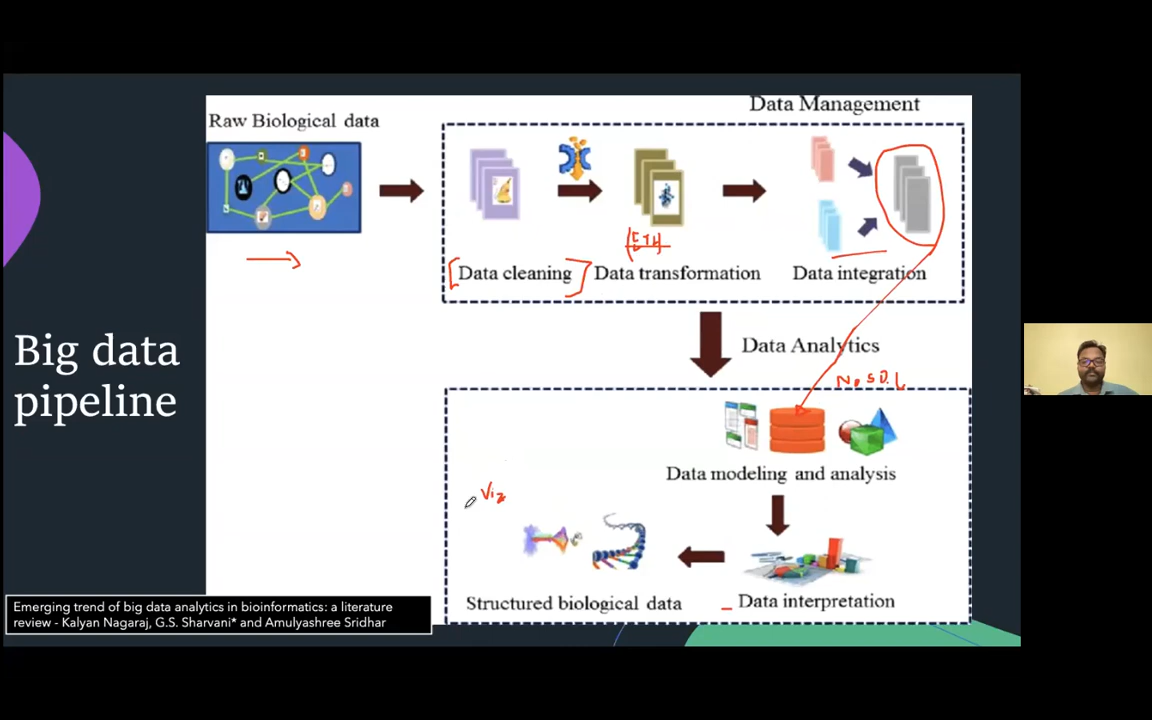 Big data
pipeline
Raw Biological data
Data Management
Data cleaning
Data transformation
Data integration
Data Analytics
No SQL
Data modeling and analysis
Viz
Structured biological data
Data interpretation
Emerging trend of big data analytics in bioinformatics: a literature
review - Kalyan Nagaraj, G.S. Sharvani* and Amulyashree Sridhar